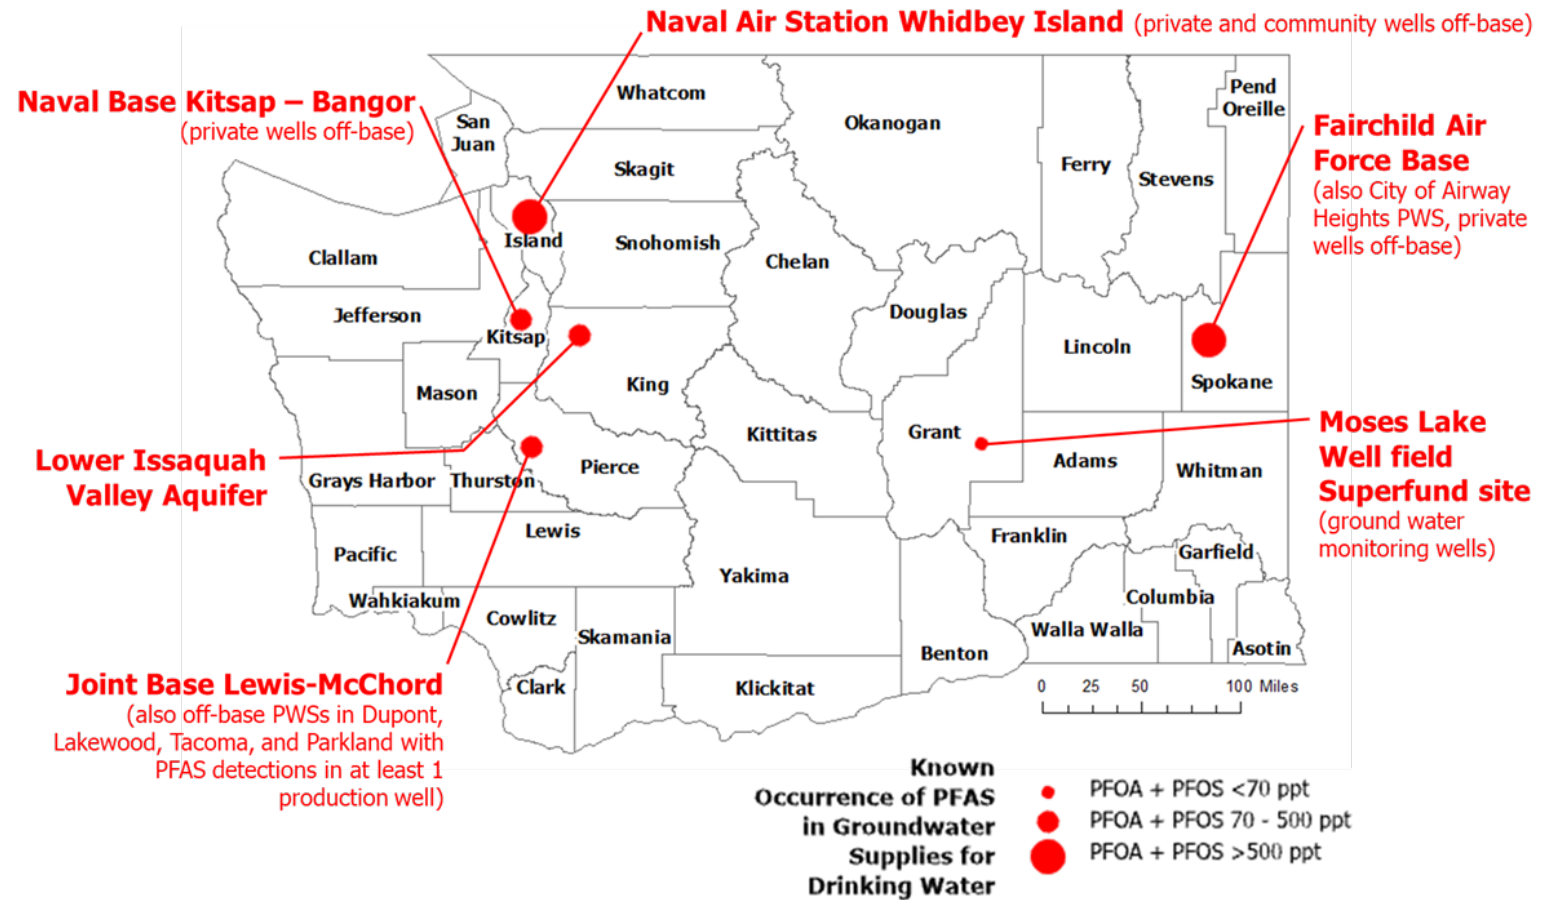 Naval Air Station Whidbey Island (private and community wells off-base)
Naval Base Kitsap – Bangor
(private wells off-base)
Fairchild Air
Force Base
(also City of Airway
Heights PWS, private
wells off-base)
Whatcom
San
Juan
Skagit
Okanogan
Ferry
Stevens
Pend
Oreille
Island
Snohomish
Clallam
Chelan
Jefferson
Kitsap
Douglas
Lincoln
Spokane
Mason
King
Kittitas
Grant
Adams
Whitman
Grays Harbor
Thurston
Pierce
Lewis
Pacific
Wahkiakum
Cowlitz
Skamania
Clark
Yakima
Klickitat
Benton
Franklin
Walla Walla
Columbia
Garfield
Asotin
Lower Issaquah
Valley Aquifer
Moses Lake
Well field
Superfund site
(ground water
monitoring wells)
Joint Base Lewis-McChord
(also off-base PWSs in Dupont,
Lakewood, Tacoma, and Parkland with
PFAS detections in at least 1
production well)
0 25 50 100 Miles
Known
Occurrence of PFAS
in Groundwater
Supplies for
Drinking Water
PFOA + PFOS <70 ppt
PFOA + PFOS 70 - 500 ppt
PFOA + PFOS >500 ppt